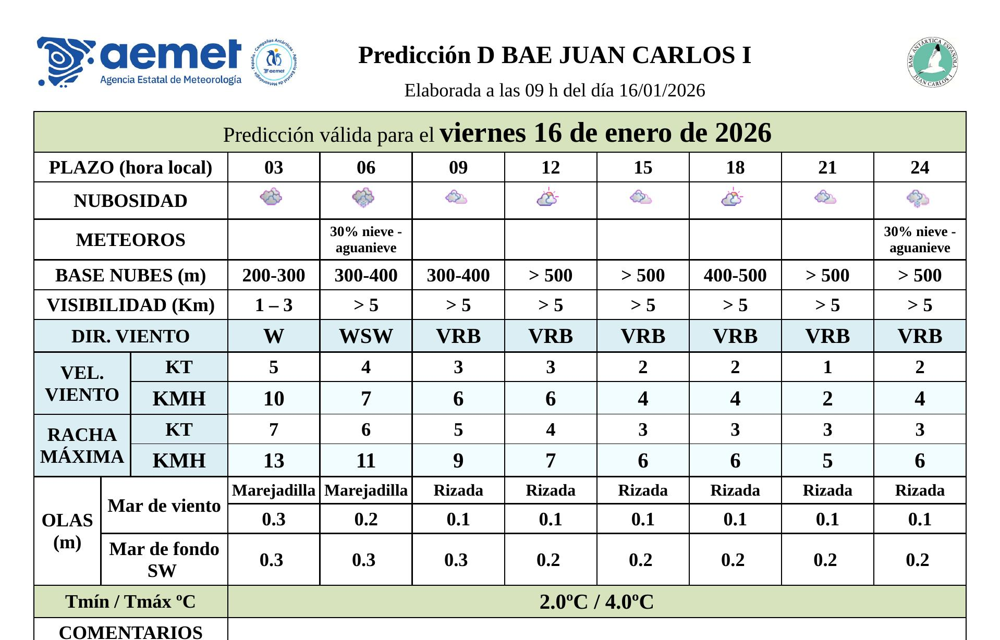 aemet
Agencia Estatal de Meteorología
Campañas Antárticas · Agencia Estatal de Meteorología · España ·
aemet
Predicción D BAE JUAN CARLOS I
Elaborada a las 09 h del día 16/01/2026
BASE ANTÁRTICA ESPAÑOLA
JUAN CARLOS I
Predicción válida para el viernes 16 de enero de 2026
PLAZO (hora local) 03 06 09 12 15 18 21 24
NUBOSIDAD
METEOROS
30% nieve -
aguanieve
30% nieve -
aguanieve
BASE NUBES (m) 200-300 300-400 300-400 > 500 > 500 400-500 > 500 > 500
VISIBILIDAD (Km) 1 – 3 > 5 > 5 > 5 > 5 > 5 > 5 > 5
DIR. VIENTO W WSW VRB VRB VRB VRB VRB VRB
VEL.
VIENTO
KT 5 4 3 3 2 2 1 2
KMH 10 7 6 6 4 4 2 4
RACHA
MÁXIMA
KT 7 6 5 4 3 3 3 3
KMH 13 11 9 7 6 6 5 6
OLAS
(m)
Mar de viento
Marejadilla Marejadilla Rizada Rizada Rizada Rizada Rizada Rizada
0.3 0.2 0.1 0.1 0.1 0.1 0.1 0.1
Mar de fondo
SW
0.3 0.3 0.3 0.2 0.2 0.2 0.2 0.2
Tmín / Tmáx ºC 2.0ºC / 4.0ºC
COMENTARIOS